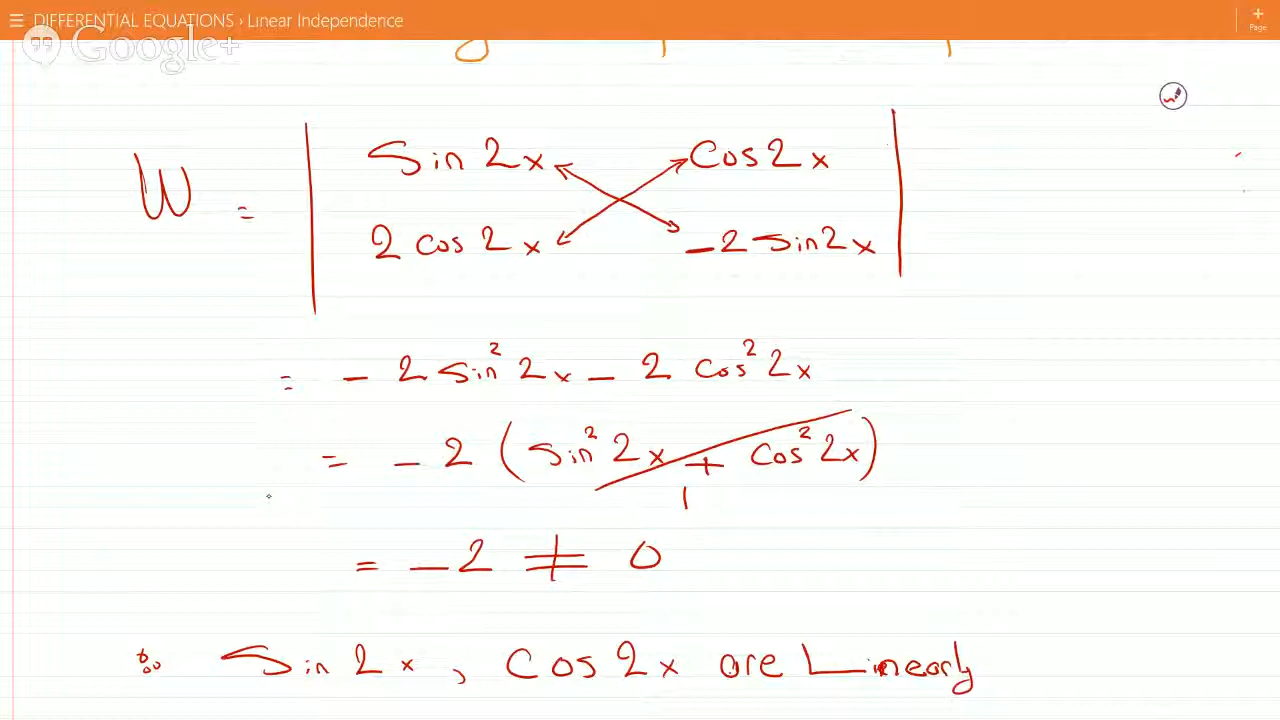 ☰ DIFFERENTIAL EQUATIONS › Linear Independence
+ Page
Google+
W = | Sin 2x Cos 2x |
| 2 cos 2x -2 Sin 2x |
= - 2 Sin² 2x - 2 Cos² 2x
= - 2 (Sin² 2x + Cos² 2x)
1
= -2 ≠ 0
∴ Sin 2x , Cos 2x are Linearly